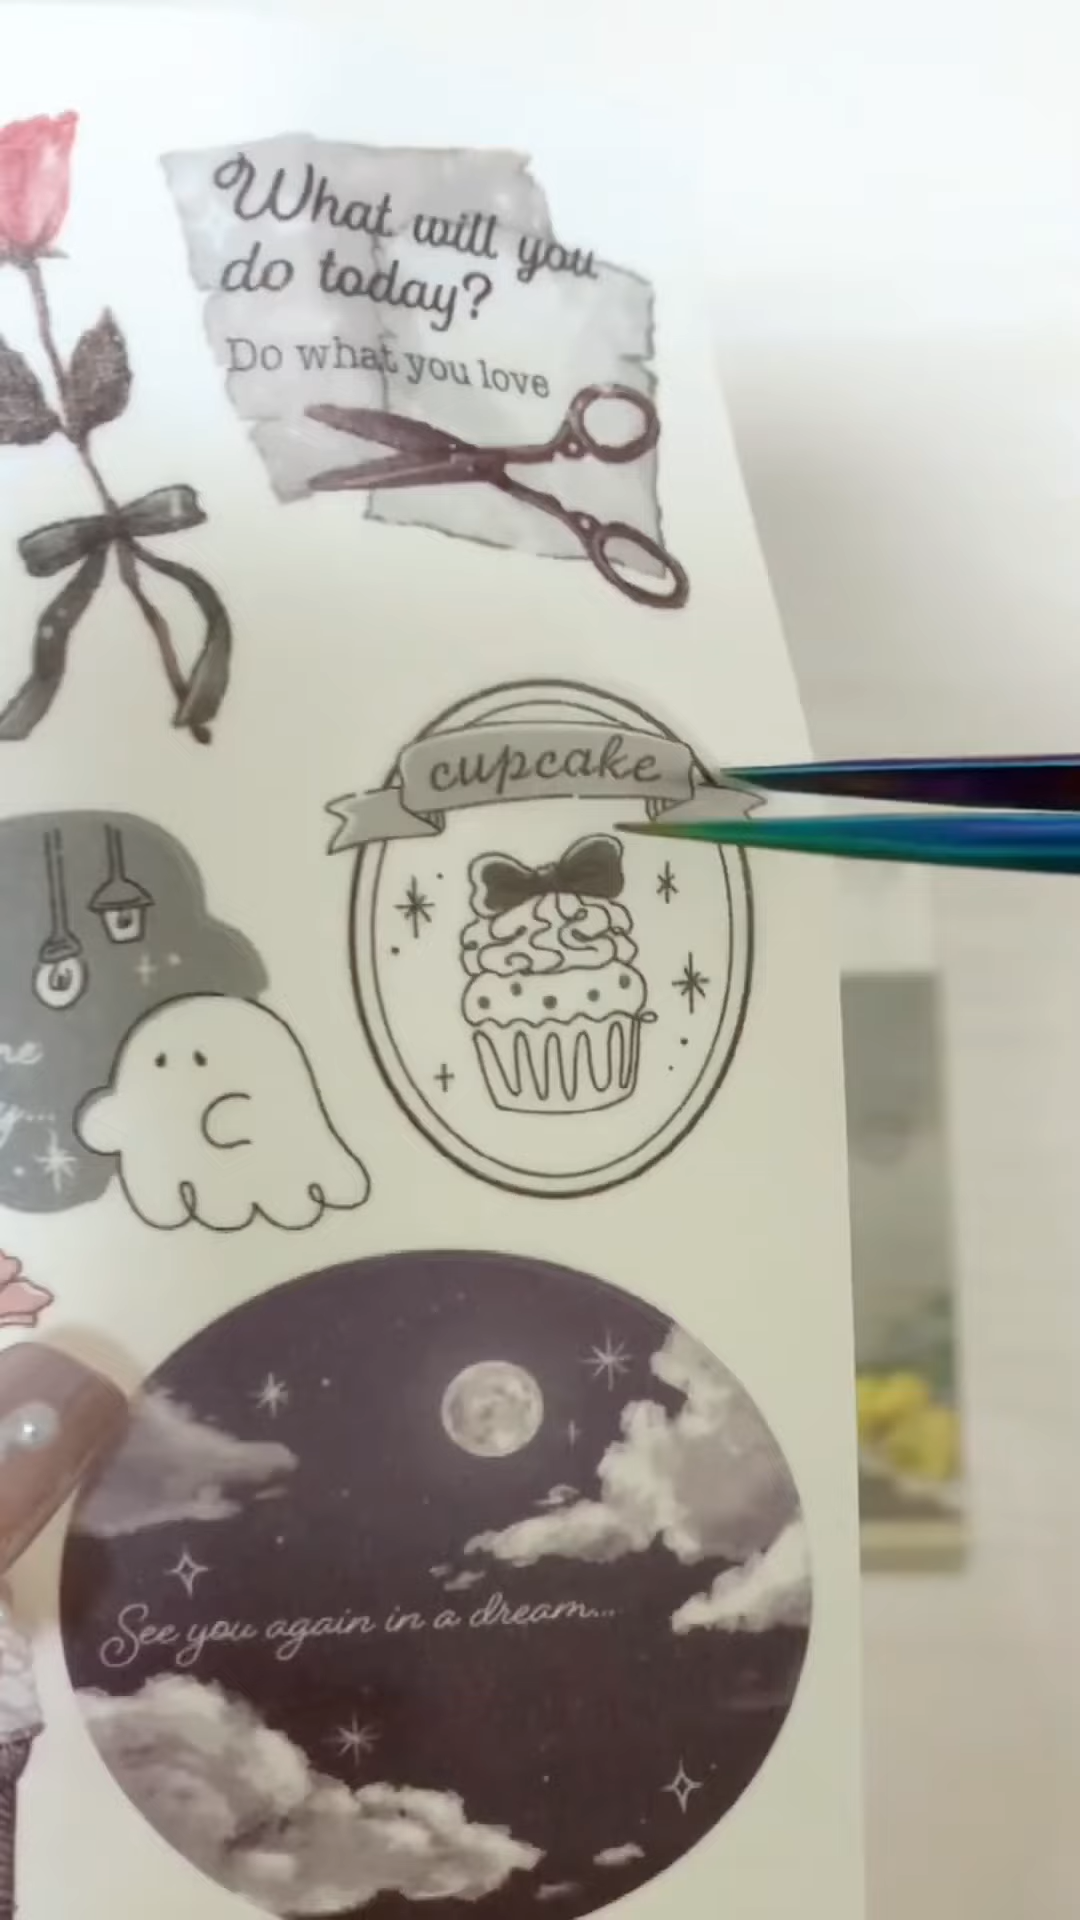 What will you
do today?
Do what you love
cupcake
See you again in a dream...